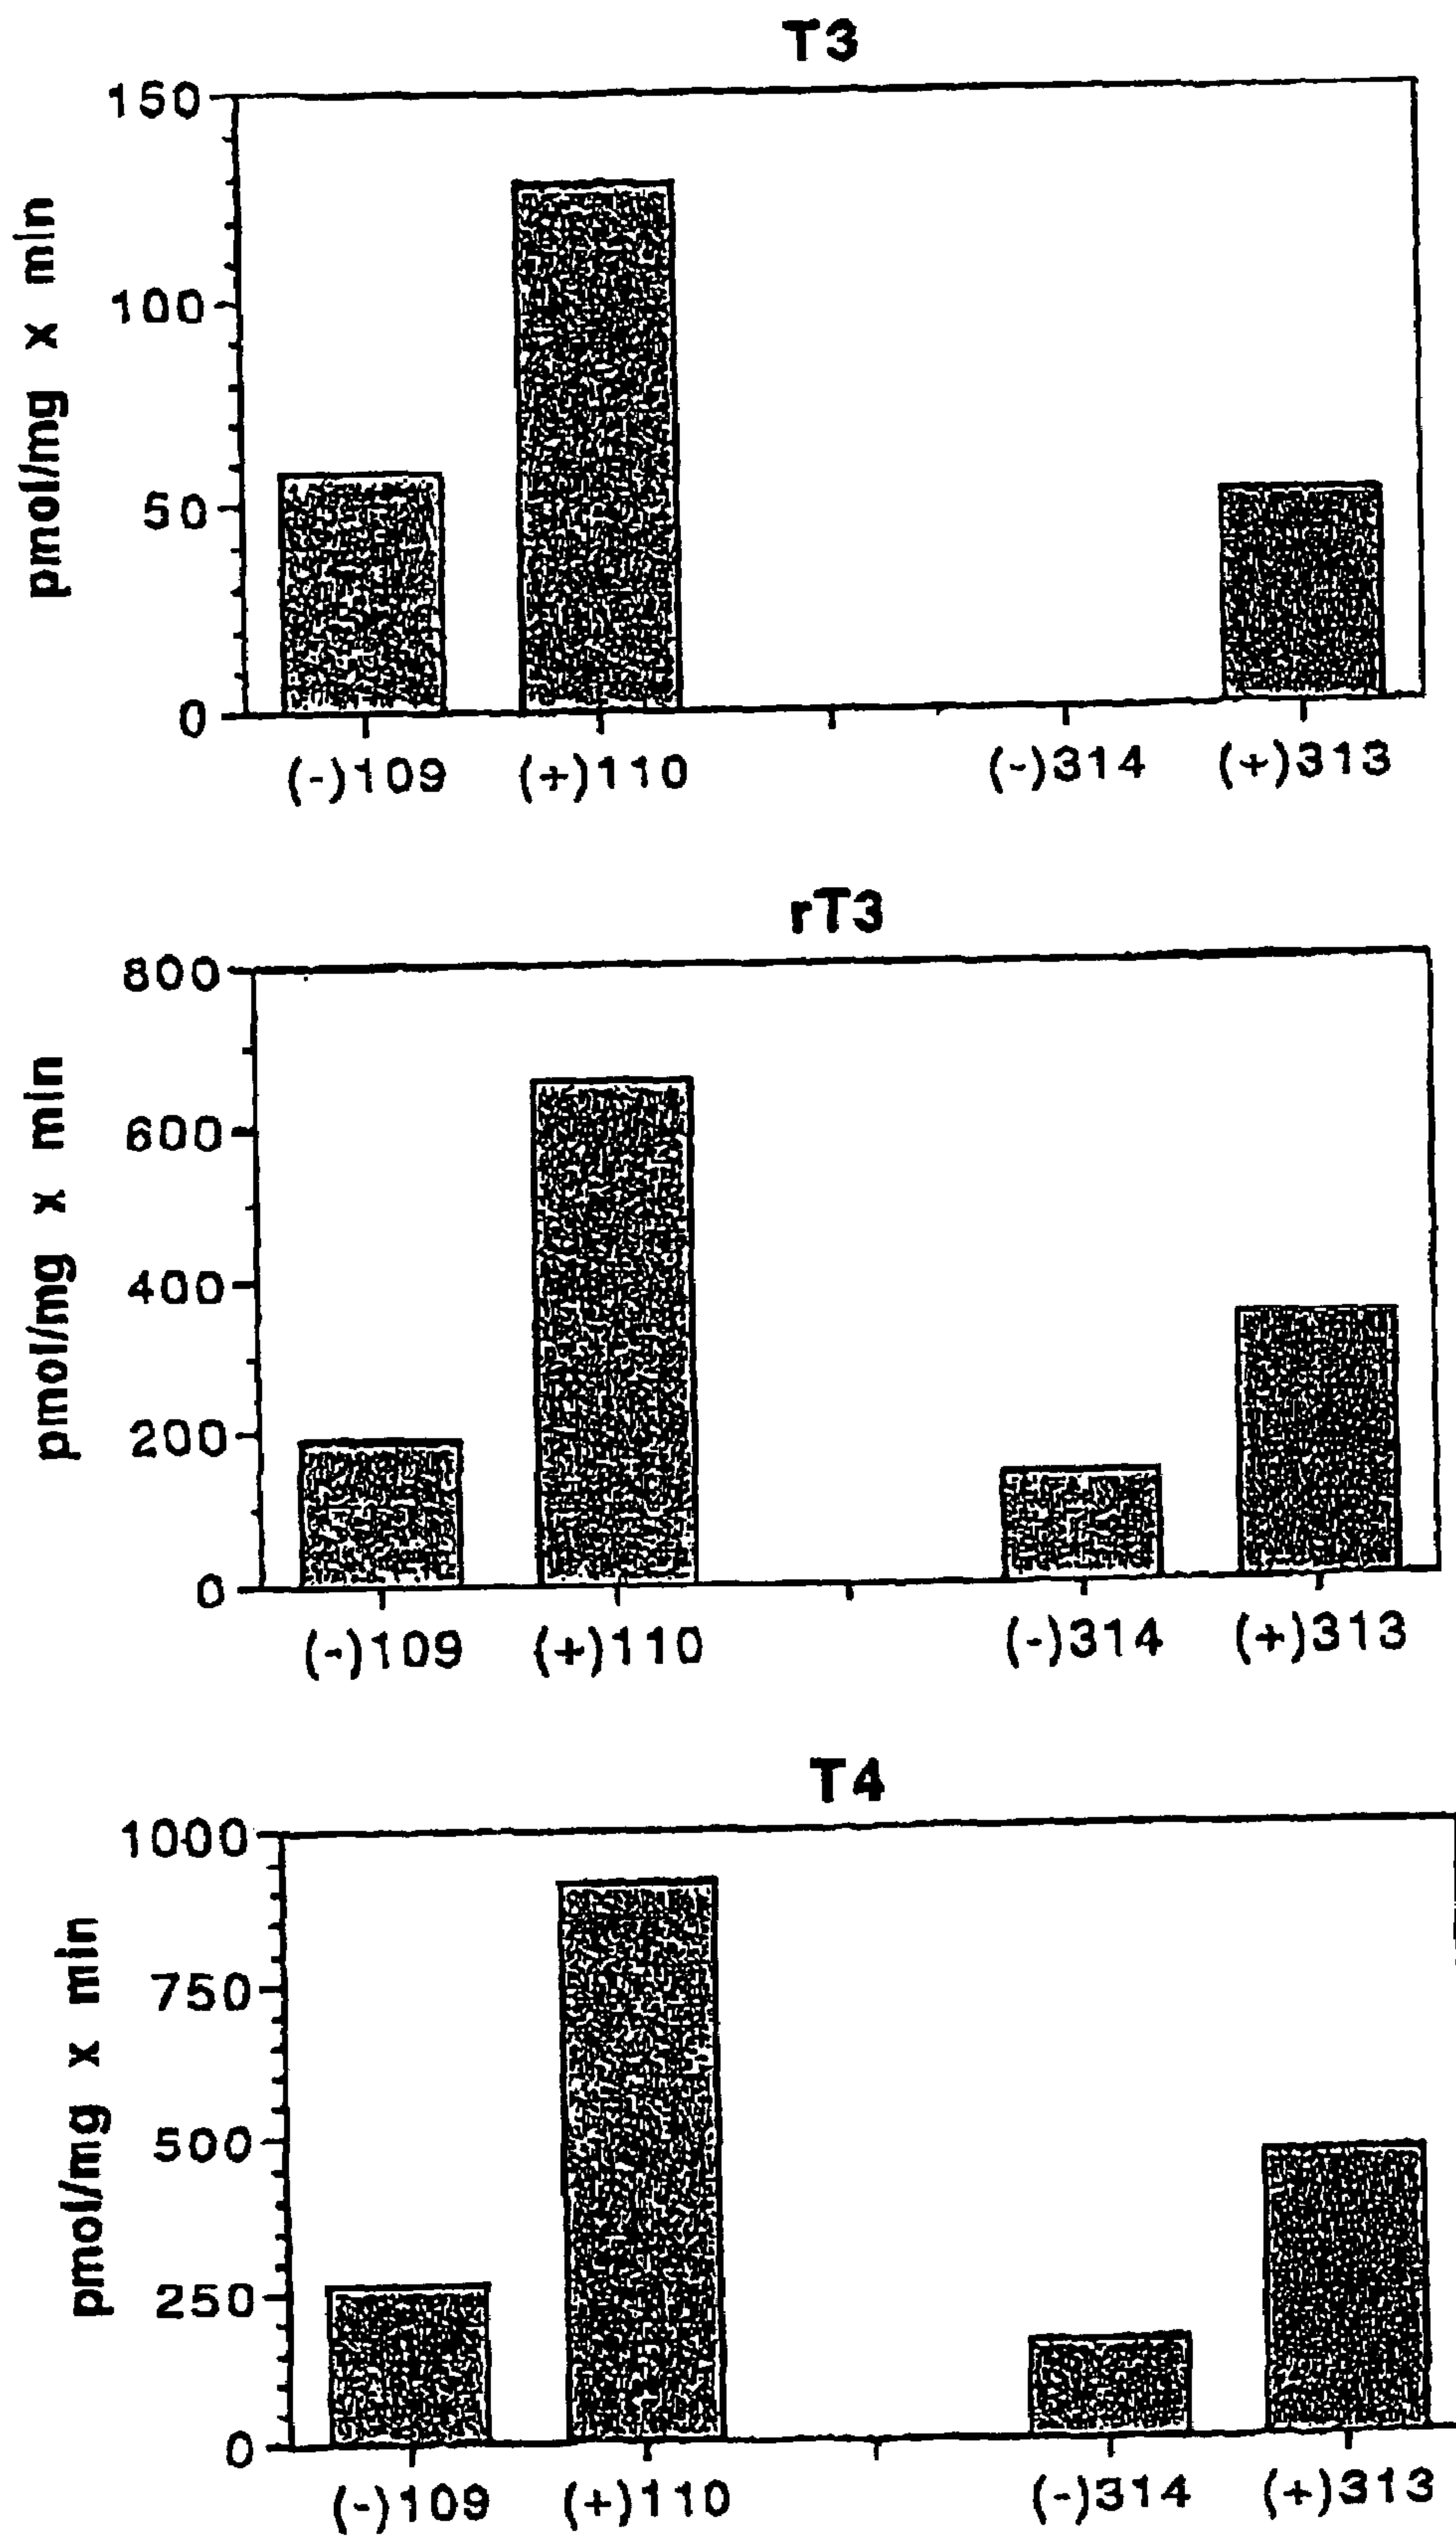 T3
150
100
50
0
pmol/mg x min
(-)109 (+)110 (-)314 (+)313
rT3
800
600
400
200
0
pmol/mg x min
(-)109 (+)110 (-)314 (+)313
T4
1000
750
500
250
0
pmol/mg x min
(-)109 (+)110 (-)314 (+)313